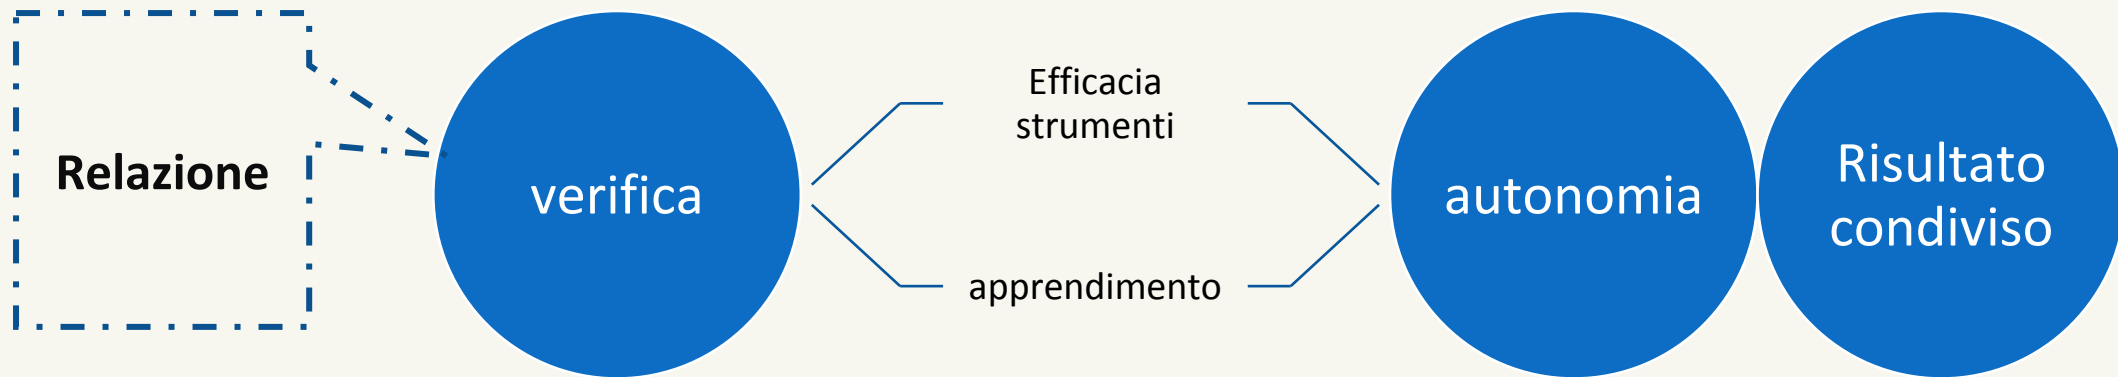 Relazione
verifica
Efficacia
strumenti
apprendimento
autonomia
Risultato
condiviso